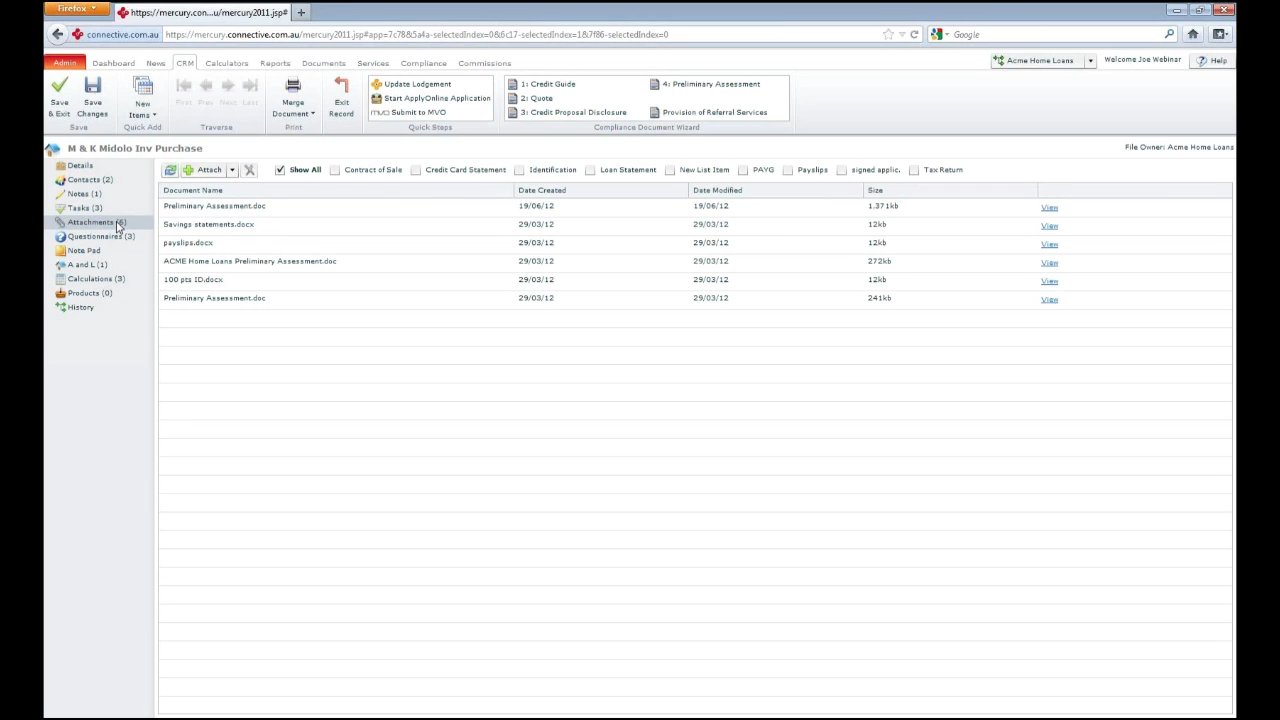 Firefox
https://mercury.con...u/mercury2011.jsp#
connective.com.au https://mercury.connective.com.au/mercury2011.jsp#app=7c78&5a4a-selectedIndex=0&6c17-selectedIndex=1&7f86-selectedIndex=0
Google
Admin Dashboard News CRM Calculators Reports Documents Services Compliance Commissions
Acme Home Loans Welcome Joe Webinar Help
Save & Exit
Save Changes
Save
New Items
Quick Add
First Prev Next Last
Traverse
Merge Document
Print
Exit Record
Update Lodgement
Start ApplyOnline Application
Submit to MVO
Quick Steps
1: Credit Guide 4: Preliminary Assessment
2: Quote
3: Credit Proposal Disclosure Provision of Referral Services
Compliance Document Wizard
M & K Midolo Inv Purchase File Owner: Acme Home Loans
Details
Contacts (2)
Notes (1)
Tasks (3)
Attachments (6)
Questionnaires (3)
Note Pad
A and L (1)
Calculations (3)
Products (0)
History
Attach Show All Contract of Sale Credit Card Statement Identification Loan Statement New List Item PAYG Payslips signed applic. Tax Return
Document Name Date Created Date Modified Size
Preliminary Assessment.doc 19/06/12 19/06/12 1.371kb View
Savings statements.docx 29/03/12 29/03/12 12kb View
payslips.docx 29/03/12 29/03/12 12kb View
ACME Home Loans Preliminary Assessment.doc 29/03/12 29/03/12 272kb View
100 pts ID.docx 29/03/12 29/03/12 12kb View
Preliminary Assessment.doc 29/03/12 29/03/12 241kb View